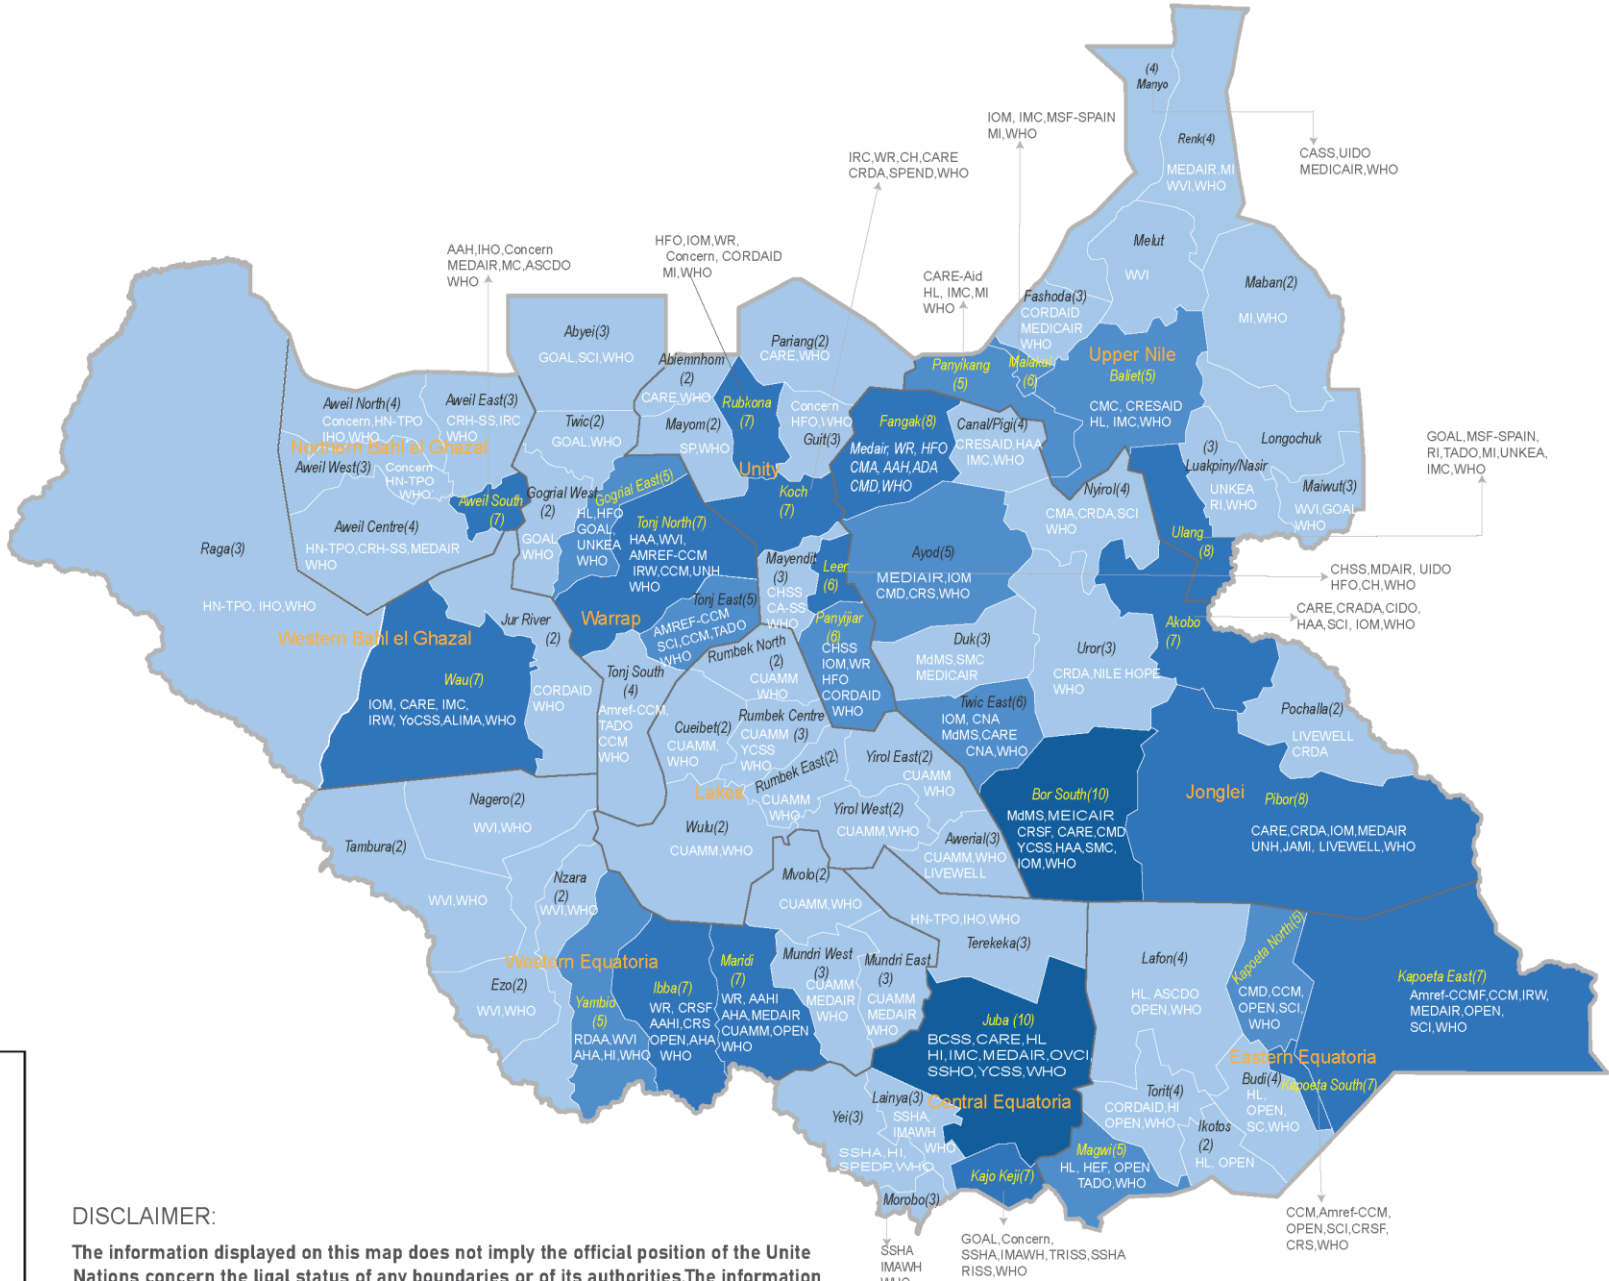 (4)
Manyo
IOM, IMC,MSF-SPAIN
MI,WHO
Renk(4)
MEDAIR,MI
WVI,WHO
CASS,UIDO
MEDICAIR,WHO
IRC,WR,CH,CARE
CRDA,SPEND,WHO
AAH,IHO,Concern
MEDAIR,MC,ASCDO
WHO
HFO,IOM,WR,
Concern, CORDAID
MI,WHO
CARE-Aid
HL, IMC,MI
WHO
Melut
WVI
Maban(2)
MI,WHO
Fashoda(3)
CORDAID
MEDICAIR
WHO
Abyei(3)
GOAL,SCI,WHO
Pariang(2)
CARE,WHO
Abiemnhom
(2)
CARE,WHO
Panyikang
(5)
Malakal
(6)
Upper Nile
Baliet(5)
CMC, CRESAID
HL, IMC,WHO
Aweil North(4)
Concern,HN-TPO
IHO,WHO
Aweil East(3)
CRH-SS,IRC
WHO
Northern Bahl el Ghazal
Twic(2)
GOAL,WHO
Mayom(2)
SP,WHO
Rubkona
(7)
Concern
HFO,WHO
Guit(3)
Fangak(8)
Medair, WR, HFO
CMA, AAH,ADA
CMD,WHO
Canal/Pigi(4)
CRESAID,HAA
IMC,WHO
(3)
Luakpiny/Nasir
UNKEA
RI,WHO
Longochuk
Maiwut(3)
WVI,GOAL
WHO
GOAL,MSF-SPAIN,
RI,TADO,MI,UNKEA,
IMC,WHO
Aweil West(3)
Concern
HN-TPO
WHO
Unity
Koch
(7)
Aweil South
(7)
Gogrial West
(2)
GOAL
WHO
Gogrial East(5)
HL,HFO
GOAL,
UNKEA
WHO
Tonj North(7)
HAA,WVI,
AMREF-CCM
IRW,CCM,UNH
WHO
Nyirol(4)
CMA,CRDA,SCI
WHO
Ulang
(8)
Aweil Centre(4)
HN-TPO,CRH-SS,MEDAIR
WHO
Raga(3)
HN-TPO, IHO,WHO
Mayendit
(3)
CHSS
CA-SS
WHO
Leer
(6)
Ayod(5)
MEDIAIR,IOM
CMD,CRS,WHO
CHSS,MDAIR, UIDO
HFO,CH,WHO
CARE,CRADA,CIDO,
HAA,SCI, IOM,WHO
Western Bahl el Ghazal
Jur River
(2)
CORDAID
WHO
Warrap
Tonj East(5)
AMREF-CCM
SCI,CCM,TADO
WHO
Panyijiar
(6)
CHSS
IOM,WR
HFO
CORDAID
WHO
Akobo
(7)
Duk(3)
MdMS,SMC
MEDICAIR
Uror(3)
CRDA,NILE HOPE
WHO
Wau(7)
IOM, CARE, IMC,
IRW, YoCSS,ALIMA,WHO
Tonj South
(4)
Amref-CCM,
TADO
CCM
WHO
Rumbek North
(2)
CUAMM
WHO
Twic East(6)
IOM, CNA
MdMS,CARE
CNA,WHO
Pochalla(2)
LIVEWELL
CRDA
Cueibet(2)
CUAMM,
WHO
Rumbek Centre
(3)
CUAMM
YCSS
WHO
Rumbek East(2)
CUAMM
WHO
Yirol East(2)
CUAMM
WHO
Lakes
Nagero(2)
WVI,WHO
Wulu(2)
CUAMM,WHO
Yirol West(2)
CUAMM,WHO
Awerial(3)
CUAMM,WHO
LIVEWELL
Bor South(10)
MdMS,MEICAIR
CRSF, CARE,CMD
YCSS,HAA,SMC,
IOM,WHO
Jonglei
Pibor(8)
CARE,CRDA,IOM,MEDAIR
UNH,JAMI, LIVEWELL,WHO
Tambura(2)
WVI,WHO
Nzara
(2)
WVI,WHO
Mvolo(2)
CUAMM,WHO
HN-TPO,IHO,WHO
Terekeka(3)
Western Equatoria
Ezo(2)
WVI,WHO
Yambio
(5)
RDAA,WVI
AHA,HI,WHO
Ibba(7)
WR, CRSF
AAHI,CRS
OPEN,AHA
WHO
Maridi
(7)
WR, AAHI
AHA,MEDAIR
CUAMM,OPEN
WHO
Mundri West
(3)
CUAMM
MEDAIR
WHO
Mundri East
(3)
CUAMM
MEDAIR
WHO
Lafon(4)
HL, ASCDO
OPEN,WHO
Kapoeta North(5)
CMD,CCM,
OPEN,SCI,
WHO
Kapoeta East(7)
Amref-CCMF,CCM,IRW,
MEDAIR,OPEN,
SCI,WHO
Juba (10)
BCSS,CARE,HL
HI,IMC,MEDAIR,OVCI,
SSHO,YCSS,WHO
Eastern Equatoria
Budi(4)
HL,
OPEN,
SC,WHO
Kapoeta South(7)
Central Equatoria
Yei(3)
SSHA,HI,
SPEDP,WHO
Lainya(3)
SSHA,
IMAWH
WHO
Torit(4)
CORDAID,HI
OPEN,WHO
Ikotos
(2)
HL, OPEN
Magwi(5)
HL, HEF, OPEN
TADO,WHO
Kajo Keji(7)
Morobo(3)
SSHA
IMAWH
WHO
GOAL,Concern,
SSHA,IMAWH,TRISS,SSHA
RISS,WHO
CCM,Amref-CCM,
OPEN,SCI,CRSF,
CRS,WHO
DISCLAIMER:
The information displayed on this map does not imply the official position of the Unite
Nations concern the ligal status of any boundaries or of its authorities.The information